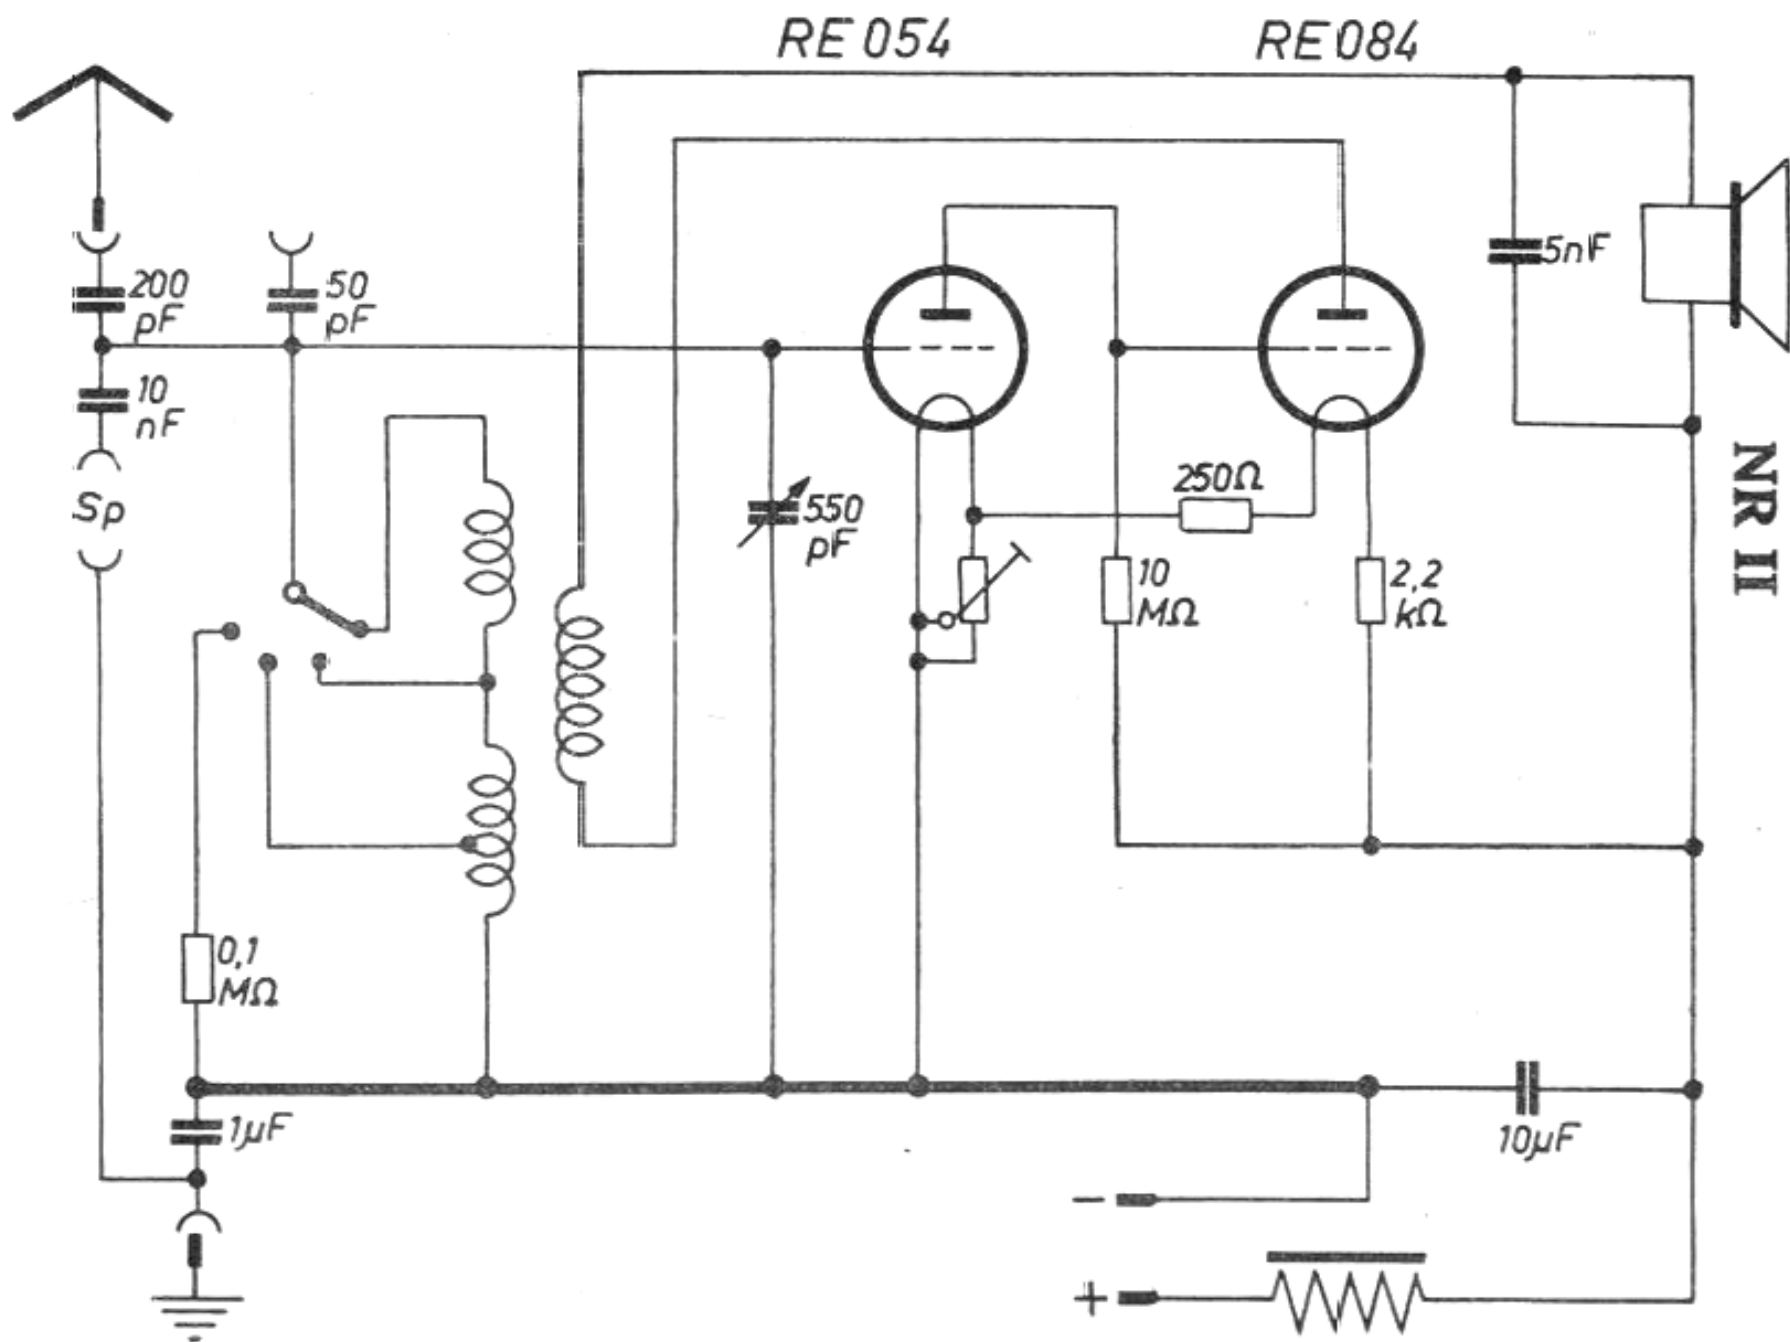 RE 054
RE 084
200
pF
50
pF
5nF
10
nF
Sp
550
pF
250Ω
10
MΩ
2,2
kΩ
NR II
0,1
MΩ
1µF
10µF
−
+